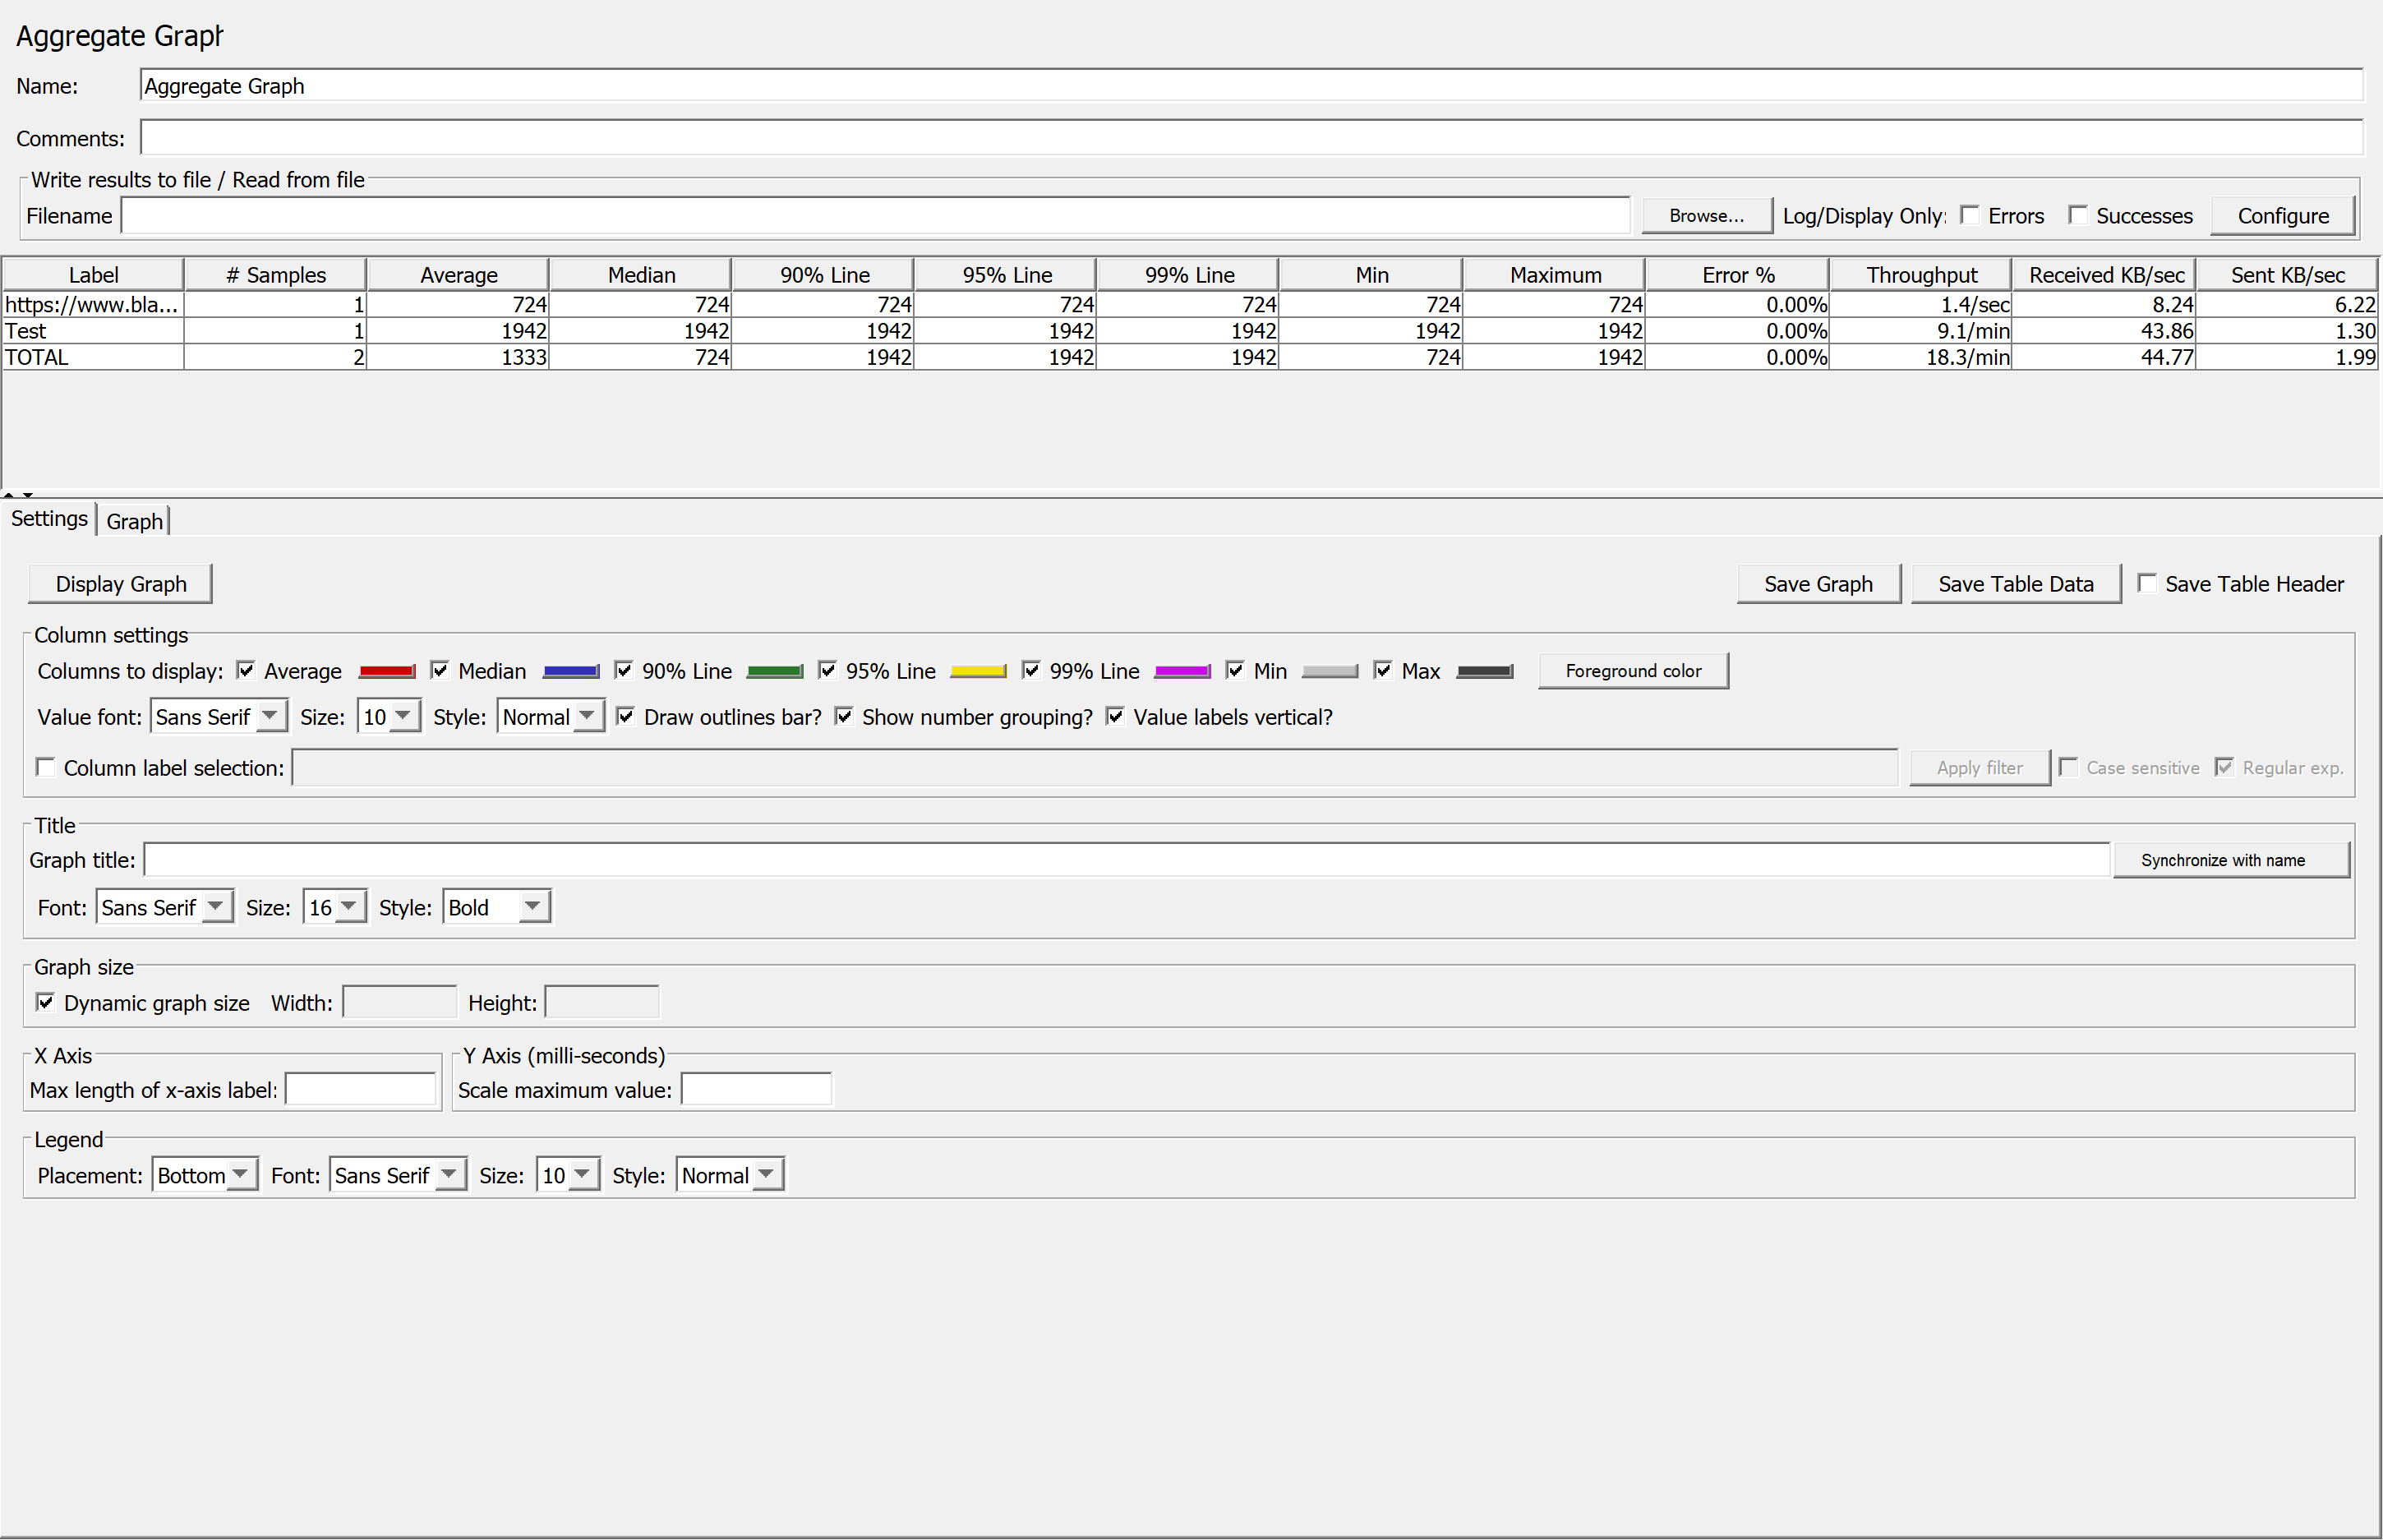 Aggregate Graph
Name: Aggregate Graph
Comments:
Write results to file / Read from file
Filename Browse... Log/Display Only: Errors Successes Configure
Label # Samples Average Median 90% Line 95% Line 99% Line Min Maximum Error % Throughput Received KB/sec Sent KB/sec
https://www.bla... 1 724 724 724 724 724 724 724 0.00% 1.4/sec 8.24 6.22
Test 1 1942 1942 1942 1942 1942 1942 1942 0.00% 9.1/min 43.86 1.30
TOTAL 2 1333 724 1942 1942 1942 724 1942 0.00% 18.3/min 44.77 1.99
Settings Graph
Display Graph Save Graph Save Table Data Save Table Header
Column settings
Columns to display: Average Median 90% Line 95% Line 99% Line Min Max Foreground color
Value font: Sans Serif Size: 10 Style: Normal Draw outlines bar? Show number grouping? Value labels vertical?
Column label selection: Apply filter Case sensitive Regular exp.
Title
Graph title: Synchronize with name
Font: Sans Serif Size: 16 Style: Bold
Graph size
Dynamic graph size Width: Height:
X Axis Y Axis (milli-seconds)
Max length of x-axis label: Scale maximum value:
Legend
Placement: Bottom Font: Sans Serif Size: 10 Style: Normal